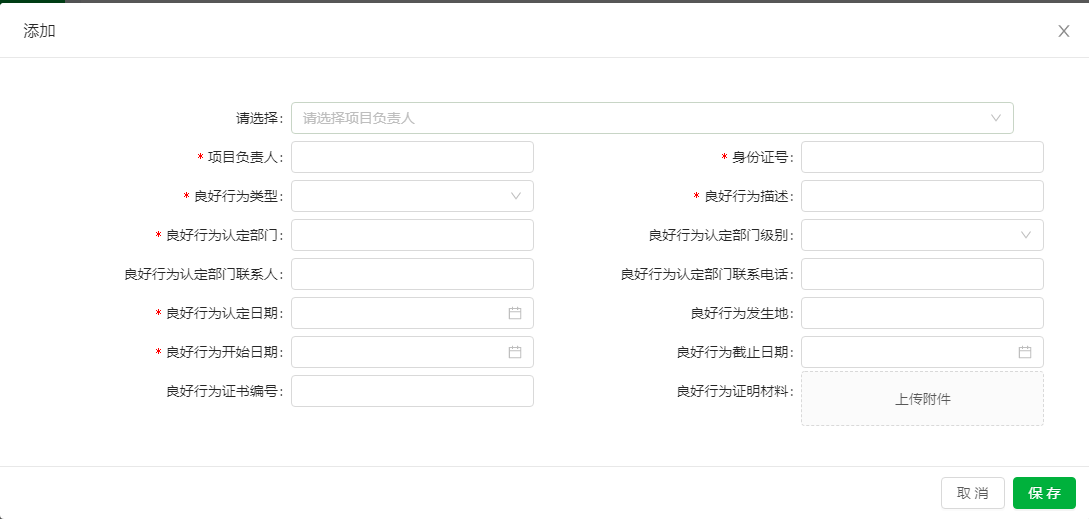 添加
请选择: 请选择项目负责人
* 项目负责人: * 身份证号:
* 良好行为类型: * 良好行为描述:
* 良好行为认定部门: 良好行为认定部门级别:
良好行为认定部门联系人: 良好行为认定部门联系电话:
* 良好行为认定日期: 良好行为发生地:
* 良好行为开始日期: 良好行为截止日期:
良好行为证书编号: 良好行为证明材料: 上传附件
取 消 保 存